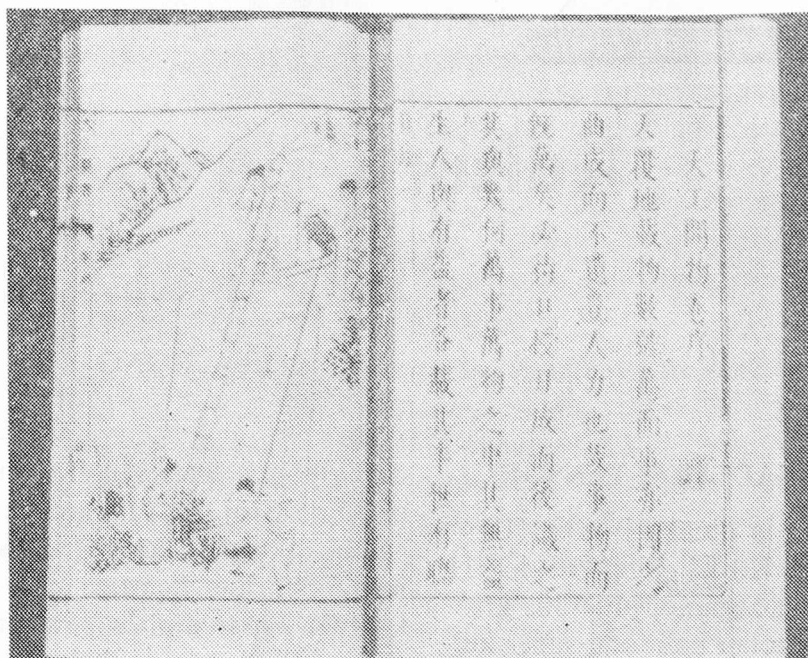 天工開物卷序
天覆地載物數號萬而事亦因之
曲成而不遺豈人力也哉事物而
既萬矣必待口授目成而後識之
其與幾何萬事萬物之中其無益
生人與有益者各載其半世有聰